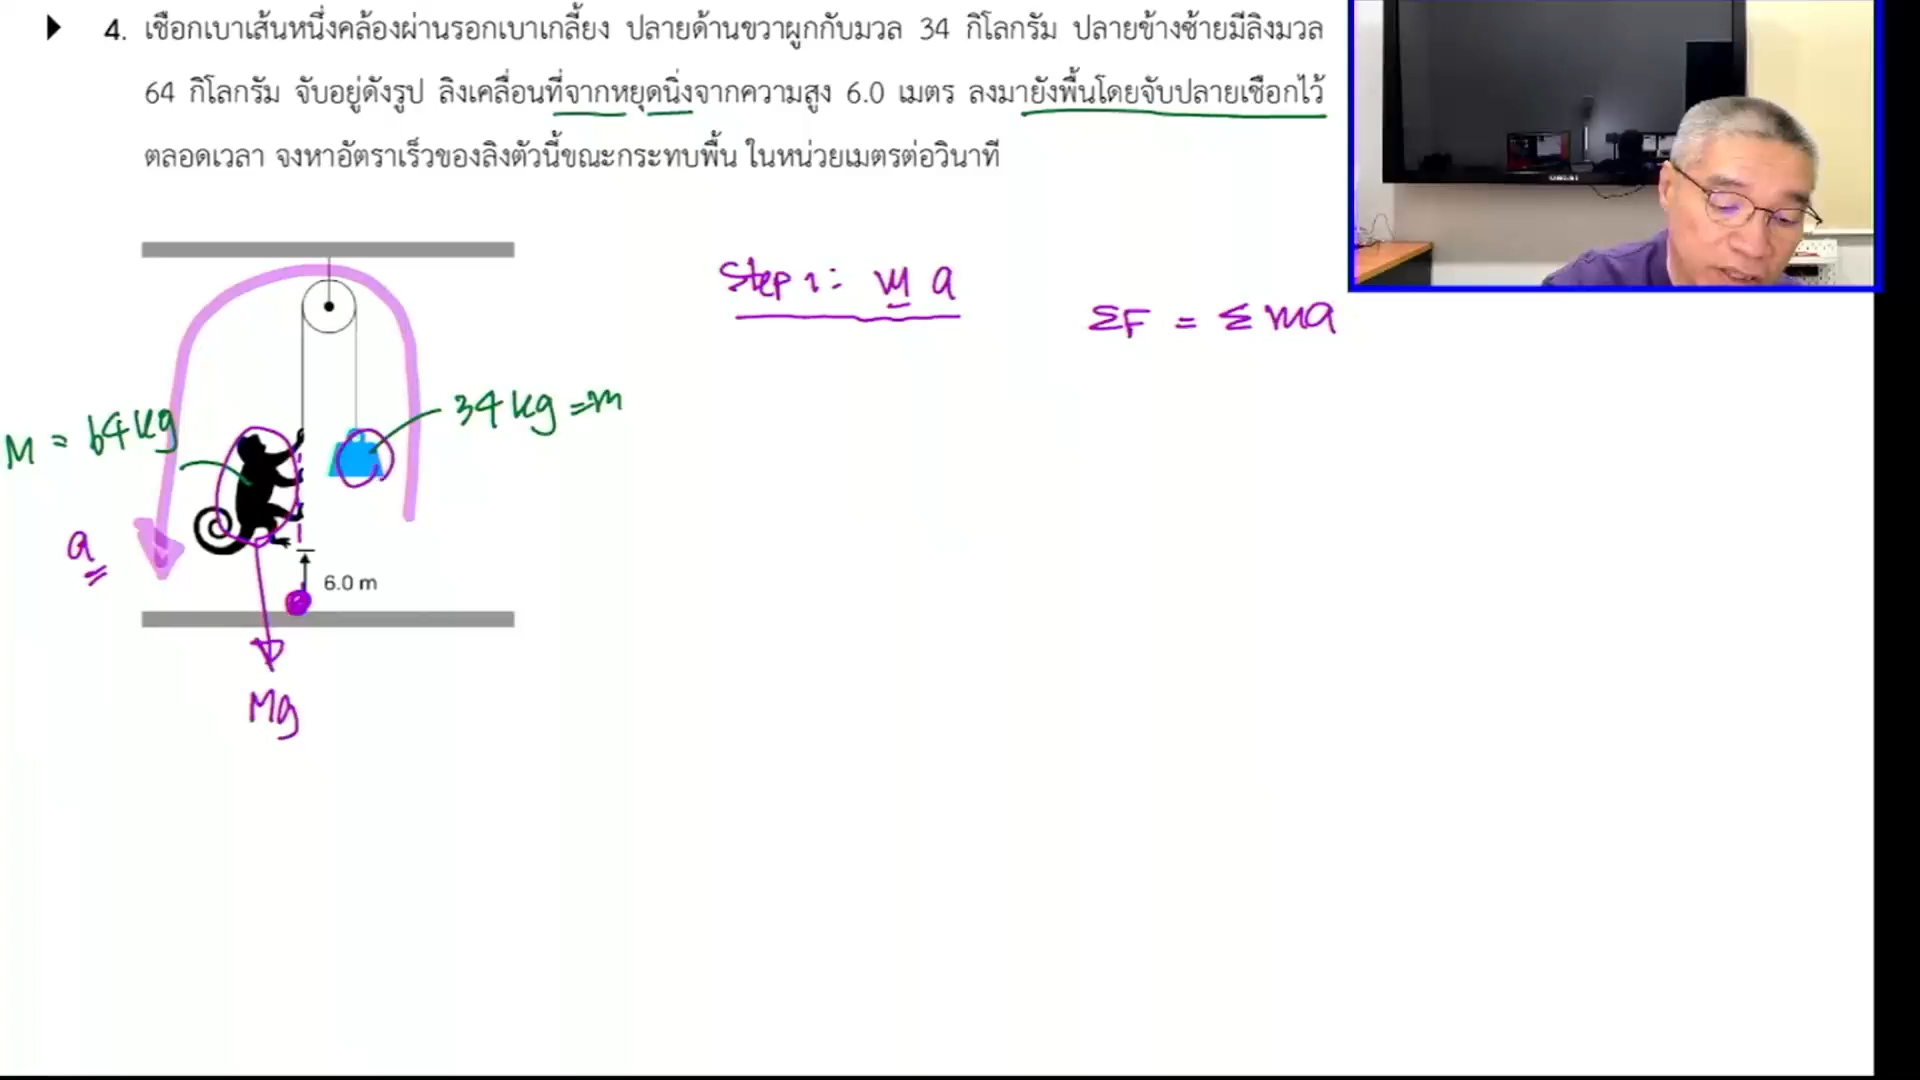 4. เชือกเบาเส้นหนึ่งคล้องผ่านรอกเบาเกลี้ยง ปลายด้านขวาผูกกับมวล 34 กิโลกรัม ปลายข้างซ้ายมีลิงมวล
64 กิโลกรัม จับอยู่ดังรูป ลิงเคลื่อนที่จากหยุดนิ่งจากความสูง 6.0 เมตร ลงมายังพื้นโดยจับปลายเชือกไว้
ตลอดเวลา จงหาอัตราเร็วของลิงตัวนี้ขณะกระทบพื้น ในหน่วยเมตรต่อวินาที
Step 1: หา a
ΣF = Σma
34 kg = m
M = 64 kg
a
6.0 m
Mg